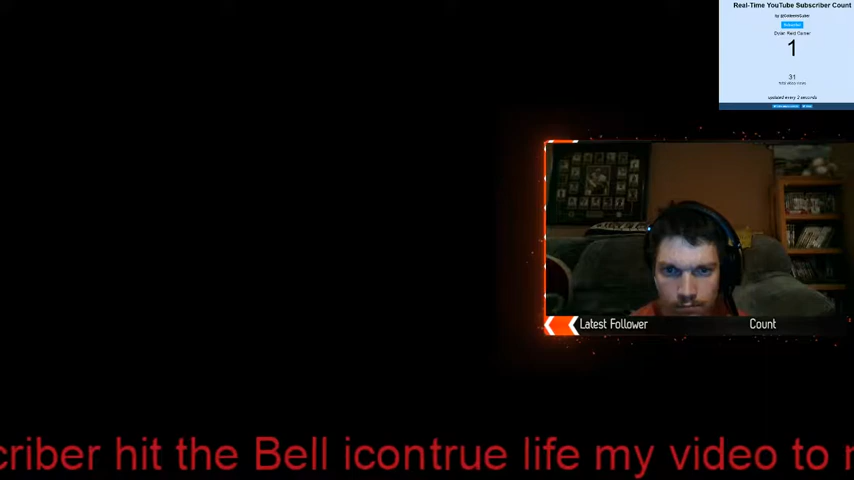 Real-Time YouTube Subscriber Count
1
31
updated every 2 seconds
Latest Follower
Count
criber hit the Bell icontrue life my video to